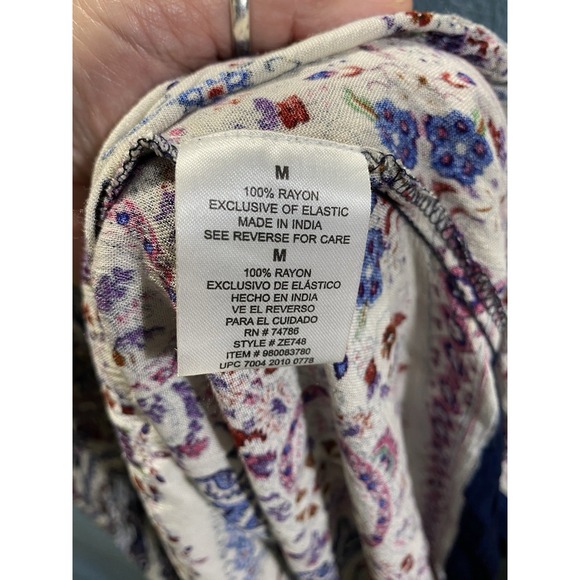 M
100% RAYON
EXCLUSIVE OF ELASTIC
MADE IN INDIA
SEE REVERSE FOR CARE
M
100% RAYON
EXCLUSIVO DE ELÁSTICO
HECHO EN INDIA
VE EL REVERSO
PARA EL CUIDADO
RN # 74786
STYLE # ZE748
ITEM # 980083780
UPC 7004 2010 0778